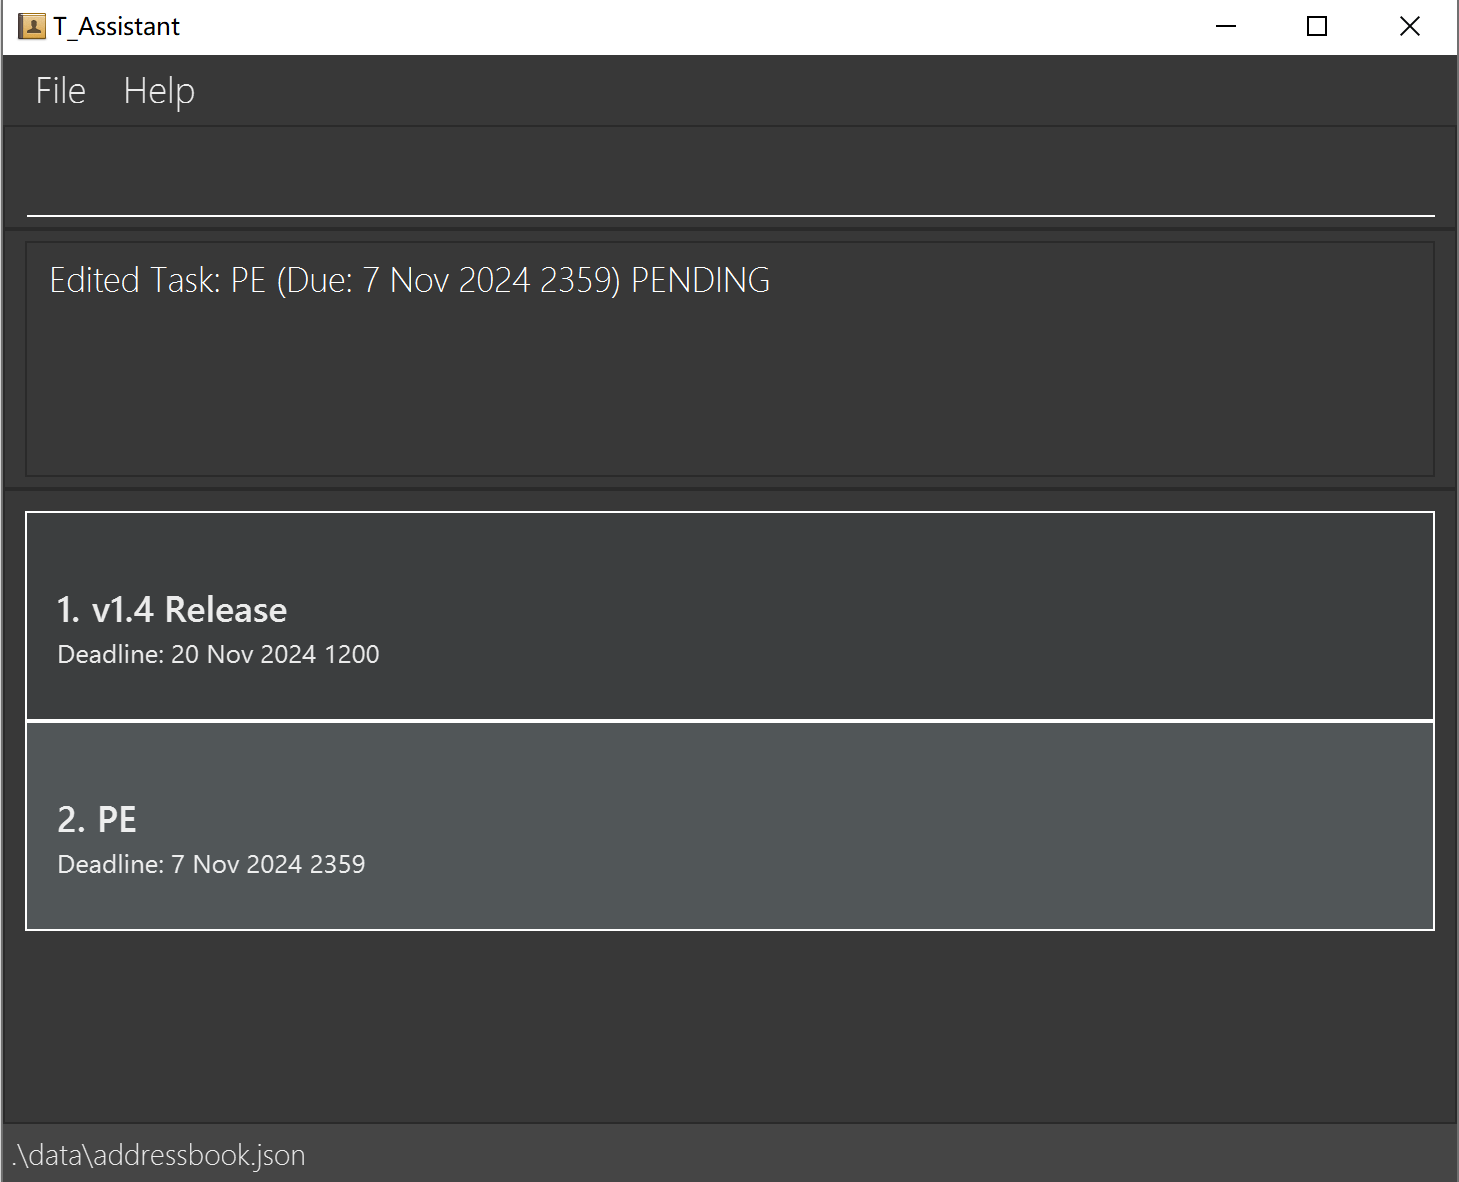 T_Assistant
File Help
Edited Task: PE (Due: 7 Nov 2024 2359) PENDING
1. v1.4 Release
Deadline: 20 Nov 2024 1200
2. PE
Deadline: 7 Nov 2024 2359
.\data\addressbook.json